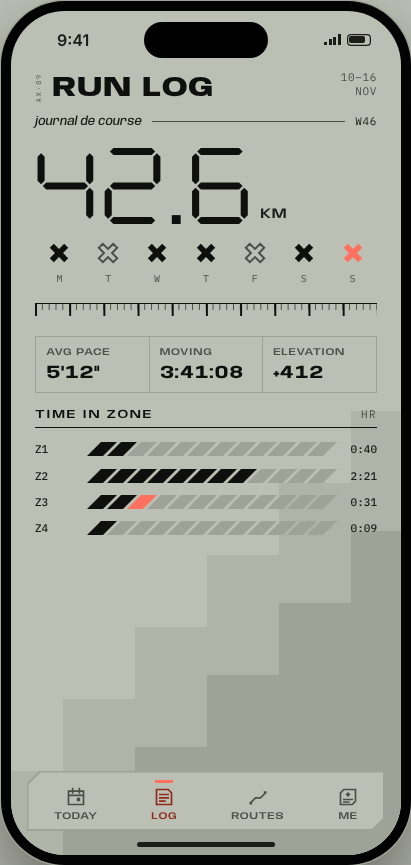 9:41
AX·09
RUN LOG
10–16
NOV
journal de course
W46
42.6 KM
M T W T F S S
AVG PACE
MOVING
ELEVATION
5'12"
3:41:08
+412
TIME IN ZONE
HR
Z1
0:40
Z2
2:21
Z3
0:31
Z4
0:09
TODAY
LOG
ROUTES
ME